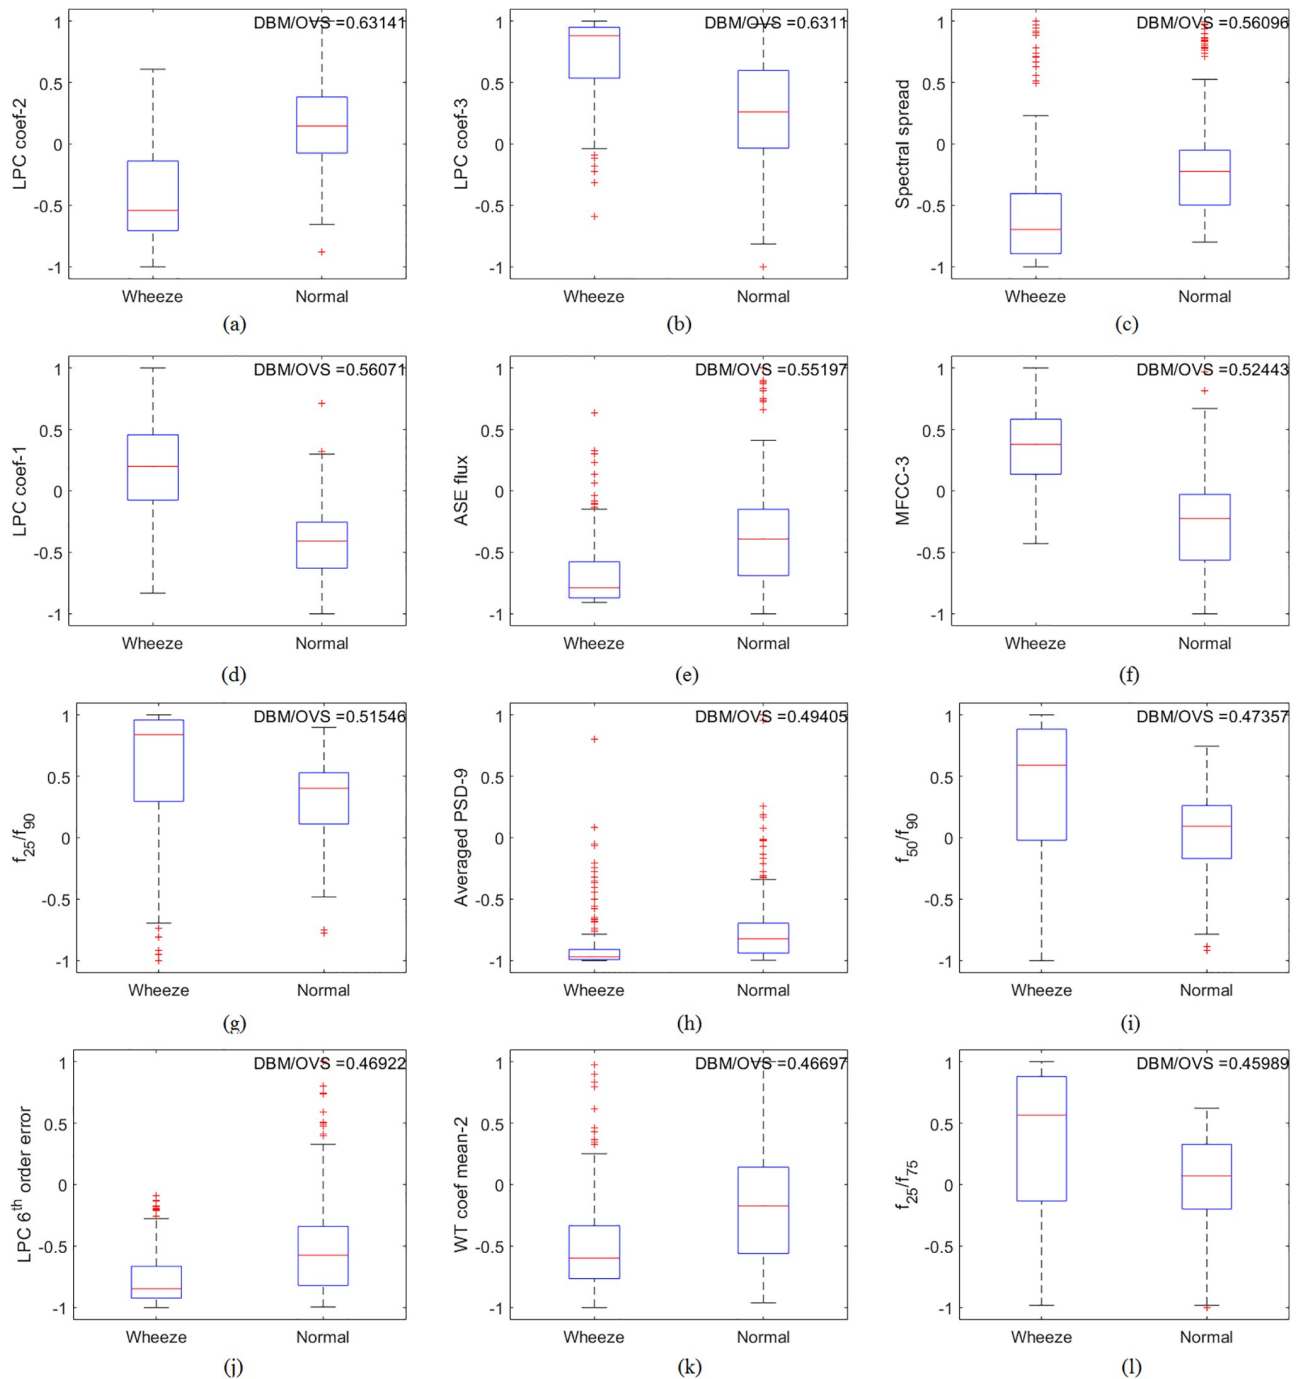 DBM/OVS =0.63141
1
0.5
0
-0.5
-1
LPC coef-2
Wheeze
Normal
(a)
DBM/OVS =0.6311
1
0.5
0
-0.5
-1
LPC coef-3
Wheeze
Normal
(b)
DBM/OVS =0.56096
1
0.5
0
-0.5
-1
Spectral spread
Wheeze
Normal
(c)
DBM/OVS =0.56071
1
0.5
0
-0.5
-1
LPC coef-1
Wheeze
Normal
(d)
DBM/OVS =0.55197
1
0.5
0
-0.5
-1
ASE flux
Wheeze
Normal
(e)
DBM/OVS =0.52443
1
0.5
0
-0.5
-1
MFCC-3
Wheeze
Normal
(f)
DBM/OVS =0.51546
1
0.5
0
-0.5
-1
f25/f90
Wheeze
Normal
(g)
DBM/OVS =0.49405
1
0.5
0
-0.5
-1
Averaged PSD-9
Wheeze
Normal
(h)
DBM/OVS =0.47357
1
0.5
0
-0.5
-1
f50/f90
Wheeze
Normal
(i)
DBM/OVS =0.46922
1
0.5
0
-0.5
-1
LPC 6th order error
Wheeze
Normal
(j)
DBM/OVS =0.46697
1
0.5
0
-0.5
-1
WT coef mean-2
Wheeze
Normal
(k)
DBM/OVS =0.45989
1
0.5
0
-0.5
-1
f25/f75
Wheeze
Normal
(l)